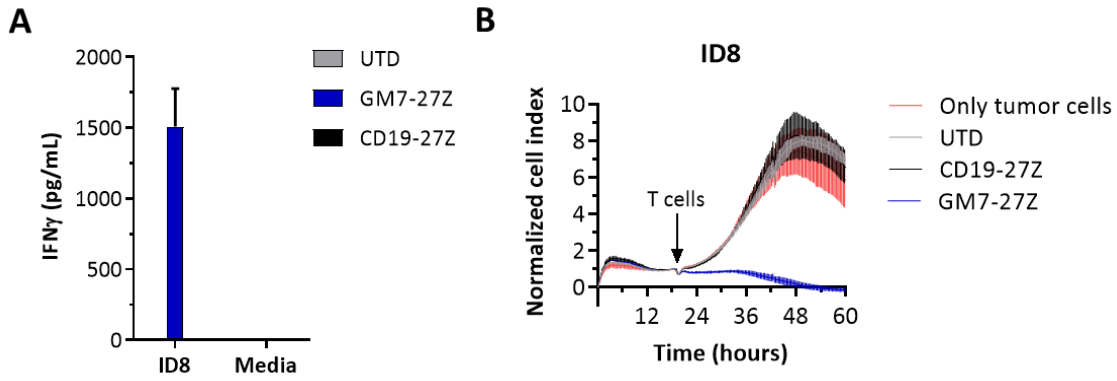 A
IFNγ (pg/mL)
2000
1500
1000
500
0
ID8 Media
UTD
GM7-27Z
CD19-27Z
B
ID8
Normalized cell index
10
8
6
4
2
0
T cells
12 24 36 48 60
Time (hours)
Only tumor cells
UTD
CD19-27Z
GM7-27Z